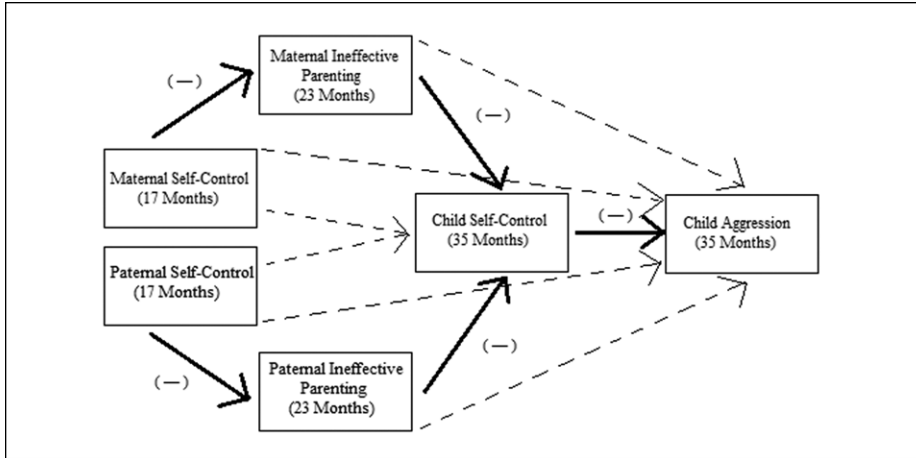 Maternal Ineffective
Parenting
(23 Months)
(—)
(—)
Maternal Self-Control
(17 Months)
Child Self-Control
(35 Months)
(—)
Child Aggression
(35 Months)
Paternal Self-Control
(17 Months)
(—)
(—)
Paternal Ineffective
Parenting
(23 Months)